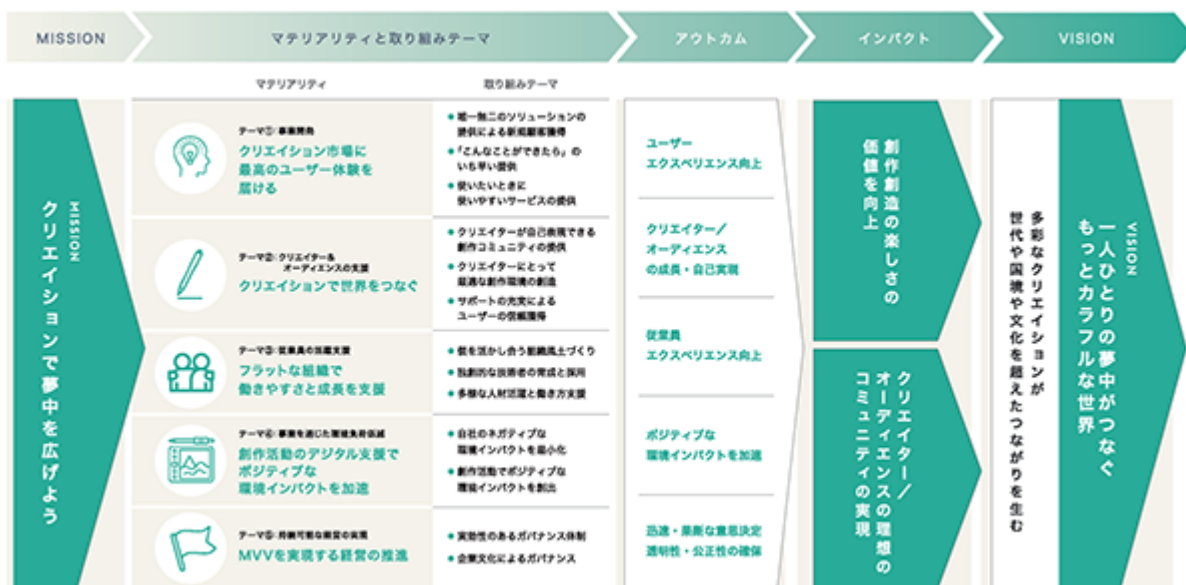 MISSION
マテリアリティと取り組みテーマ
アウトカム
インパクト
VISION
マテリアリティ
取り組みテーマ
MISSION
クリエイションで夢中を広げよう
テーマ①:事業開発
クリエイション市場に
最高のユーザー体験を
届ける
唯一無二のソリューションの
提供による新規顧客獲得
「こんなことができたら」の
いち早い提供
使いたいときに
使いやすいサービスの提供
テーマ②:クリエイター&
オーディエンスの支援
クリエイションで世界をつなぐ
クリエイターが自己表現できる
創作コミュニティの提供
クリエイターにとって
最適な創作環境の創造
サポートの充実による
ユーザーの信頼獲得
テーマ③:従業員の活躍支援
フラットな組織で
働きやすさと成長を支援
個を活かし合う組織風土づくり
独創的な技術者の育成と採用
多様な人材活躍と働き方支援
テーマ④:事業を通じた環境負荷低減
創作活動のデジタル支援で
ポジティブな
環境インパクトを加速
自社のネガティブな
環境インパクトを最小化
創作活動でポジティブな
環境インパクトを創出
テーマ⑤:持続可能な経営の実現
MVVを実現する経営の推進
実効性のあるガバナンス体制
企業文化によるガバナンス
ユーザー
エクスペリエンス向上
クリエイター/
オーディエンス
の成長・自己実現
従業員
エクスペリエンス向上
ポジティブな
環境インパクトを加速
迅速・果断な意思決定
透明性・公正性の確保
創作創造の楽しさの
価値を向上
クリエイター/
オーディエンスの理想の
コミュニティの実現
多彩なクリエイションが
世代や国境や文化を超えたつながりを生む
VISION
一人ひとりの夢中がつなぐ
もっとカラフルな世界